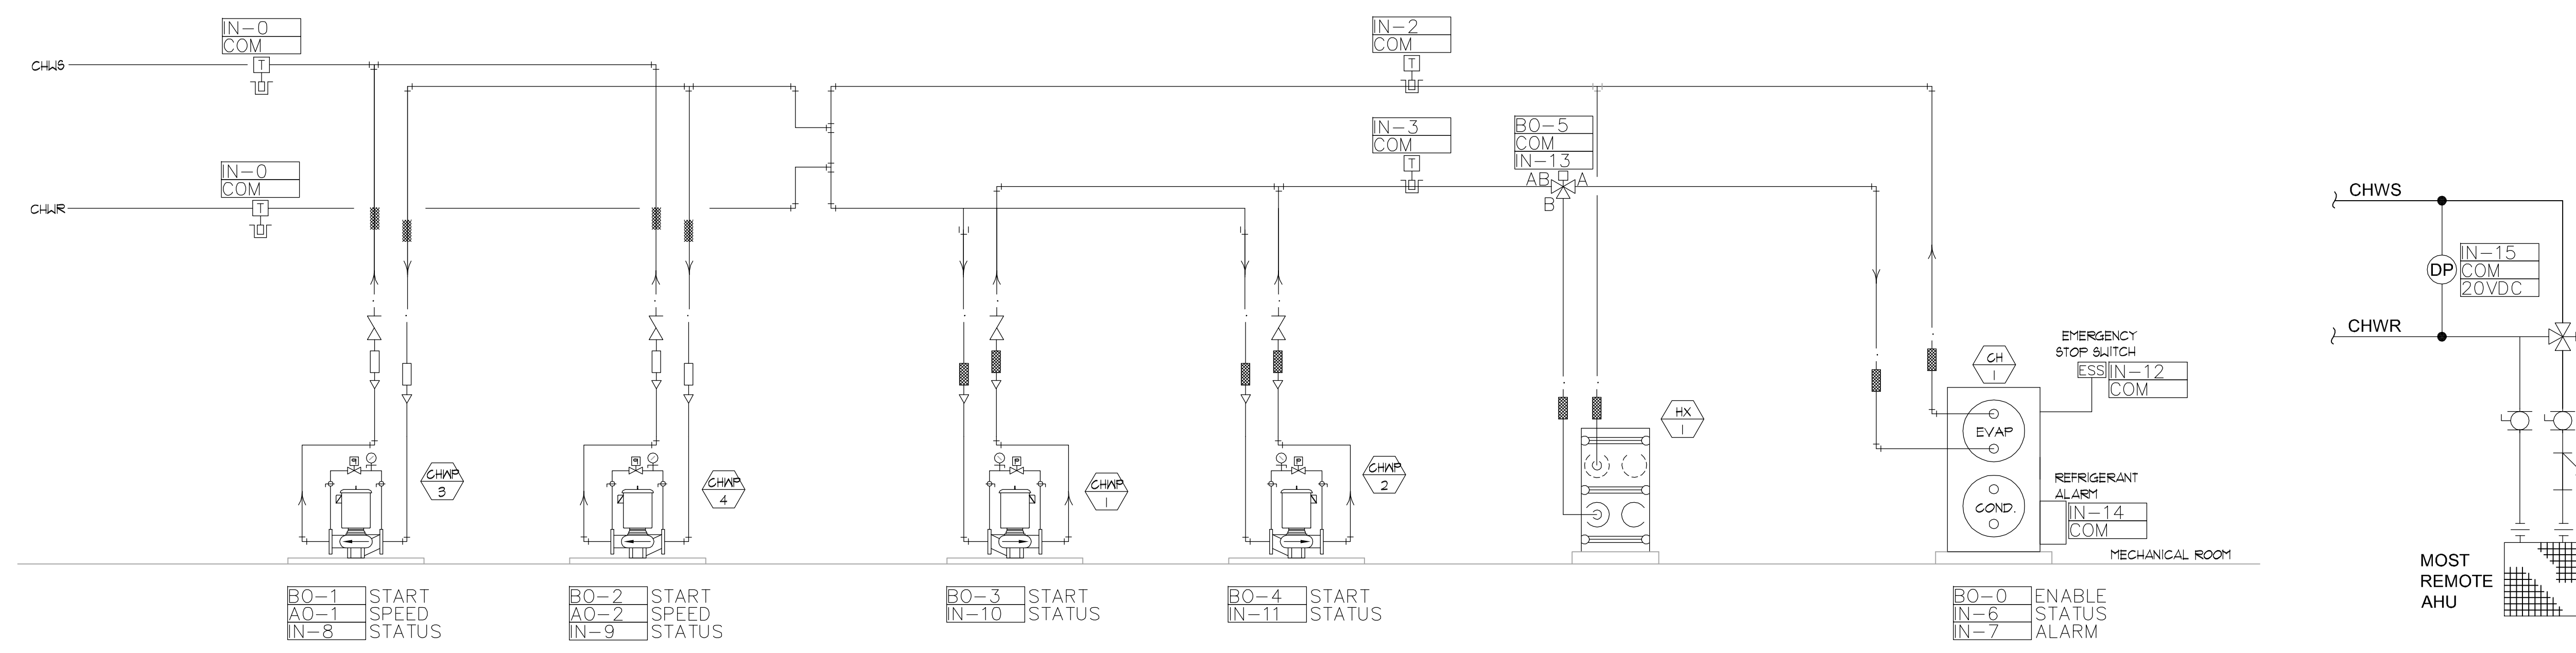 IN-0
COM
CHWS
T
IN-0
COM
CHWR
T
IN-2
COM
T
IN-3
COM
T
BO-5
COM
IN-13
AB
A
B
CHWS
IN-15
DP
COM
20VDC
CHWR
EMERGENCY
STOP SWITCH
ESS
IN-12
COM
CH
1
EVAP
COND.
REFRIGERANT
ALARM
IN-14
COM
MECHANICAL ROOM
HX
1
CHWP
3
CHWP
4
CHWP
1
CHWP
2
P
P
P
P
BO-1 START
AO-1 SPEED
IN-8 STATUS
BO-2 START
AO-2 SPEED
IN-9 STATUS
BO-3 START
IN-10 STATUS
BO-4 START
IN-11 STATUS
BO-0 ENABLE
IN-6 STATUS
IN-7 ALARM
MOST
REMOTE
AHU